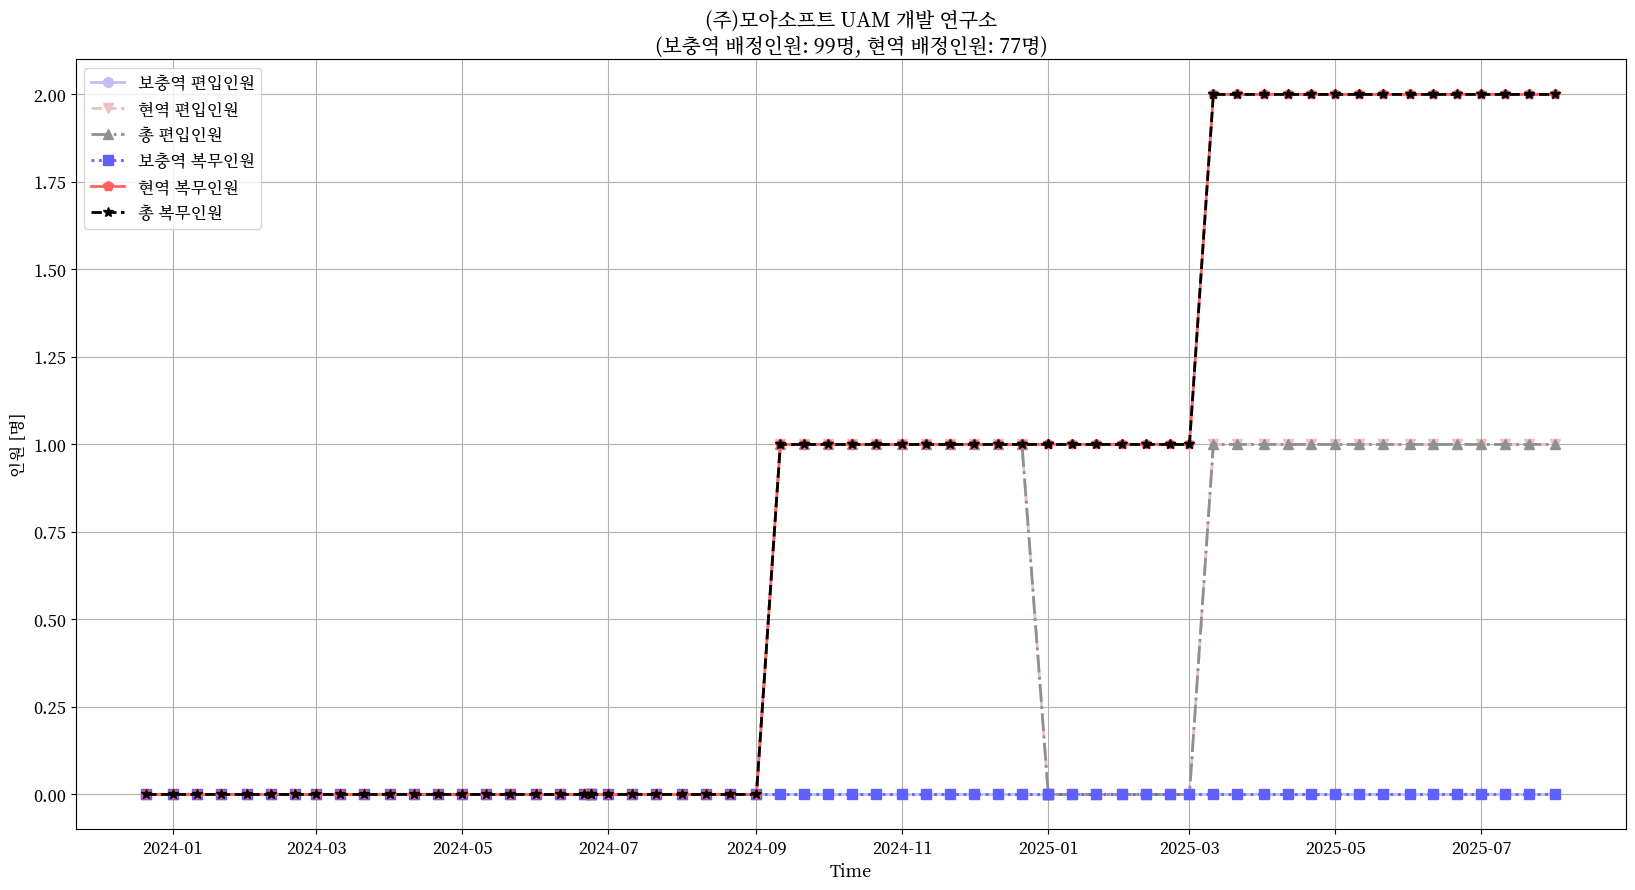 (주)모아소프트 UAM 개발 연구소
(보충역 배정인원: 99명, 현역 배정인원: 77명)
보충역 편입인원
현역 편입인원
총 편입인원
보충역 복무인원
현역 복무인원
총 복무인원
2.00
1.75
1.50
1.25
1.00
0.75
0.50
0.25
0.00
인원 [명]
2024-01
2024-03
2024-05
2024-07
2024-09
2024-11
2025-01
2025-03
2025-05
2025-07
Time